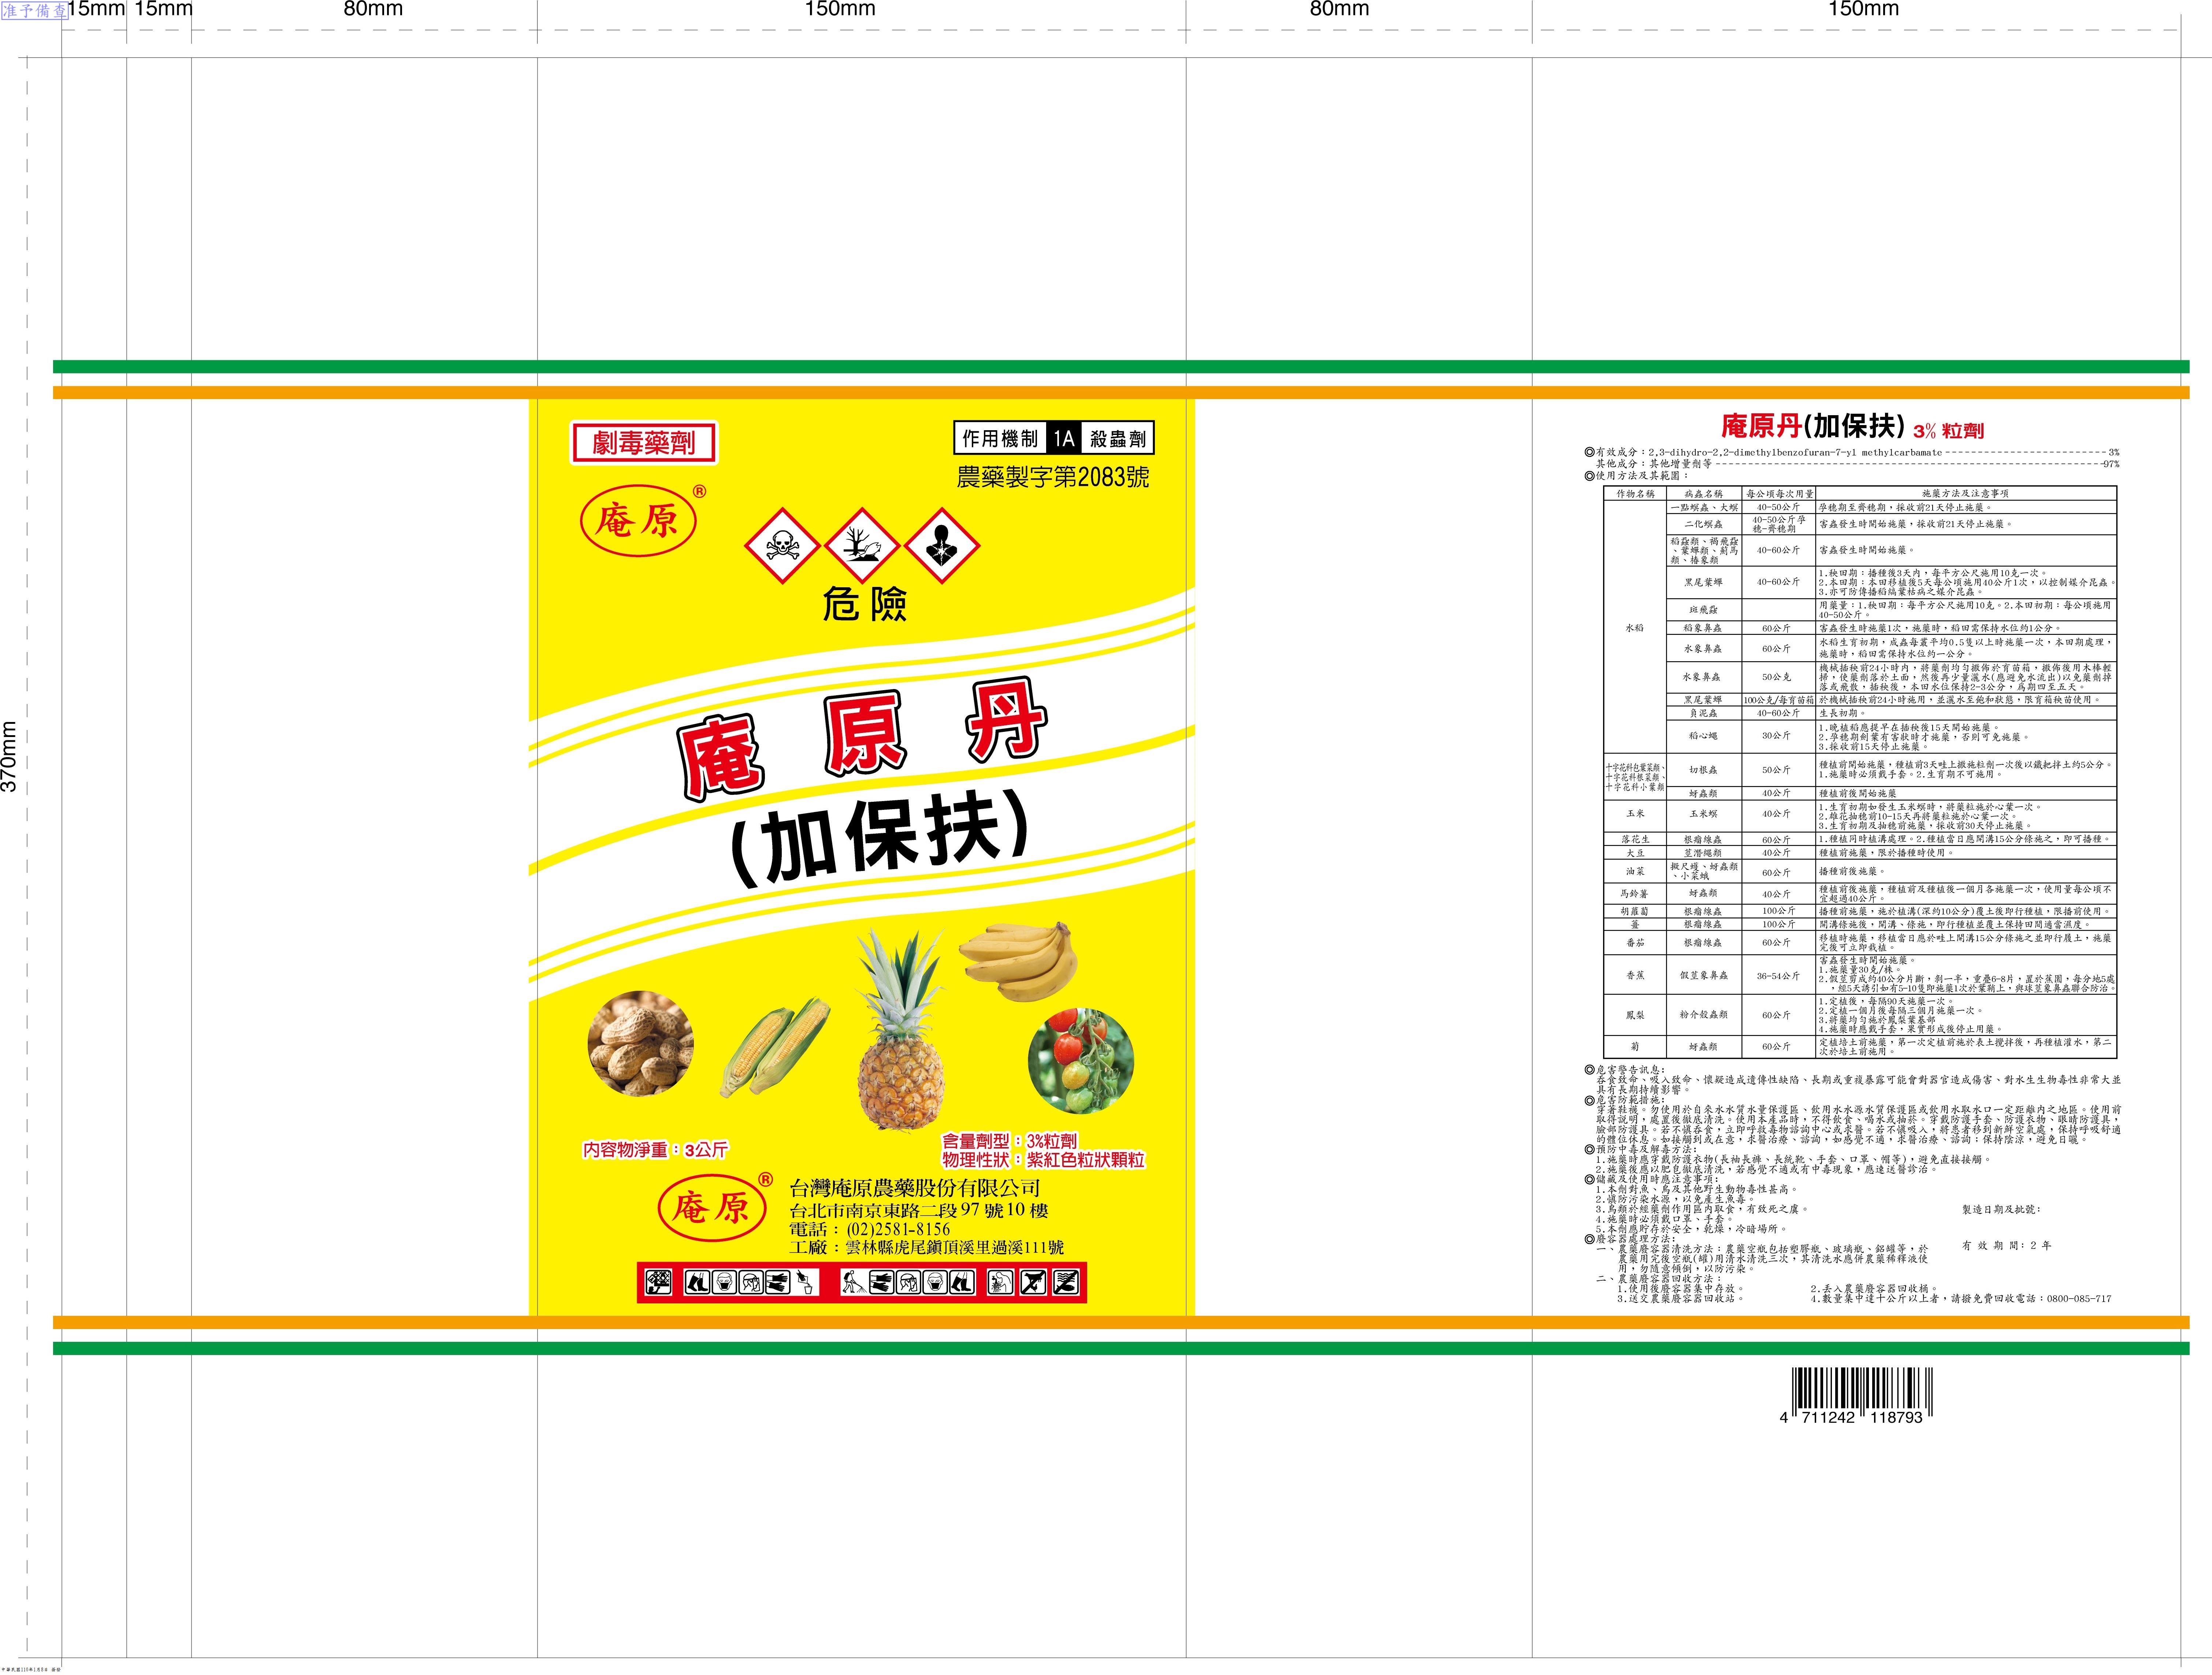 准予備查
15mm 15mm 80mm 150mm 80mm 150mm
370mm
劇毒藥劑
作用機制 1A 殺蟲劑
農藥製字第2083號
庵原®
危險
庵原丹
(加保扶)
內容物淨重：3公斤
含量劑型：3%粒劑
物理性狀：紫紅色粒狀顆粒
庵原®
台灣庵原農藥股份有限公司
台北市南京東路二段97號10樓
電話：(02)2581-8156
工廠：雲林縣虎尾鎮頂溪里過溪111號
庵原丹(加保扶) 3% 粒劑
◎有效成分：2,3-dihydro-2,2-dimethylbenzofuran-7-yl methylcarbamate 3%
其他成分：其他增量劑等 97%
◎使用方法及其範圍：
作物名稱 病蟲名稱 每公頃每次用量 施藥方法及注意事項
水稻
一點螟蟲、大螟 40-50公斤 孕穗期至齊穗期，採收前21天停止施藥。
二化螟蟲 40-50公斤孕穗-齊穗期 害蟲發生時開始施藥，採收前21天停止施藥。
稻蝨類、褐飛蝨、葉蟬類、薊馬類、椿象類 40-60公斤 害蟲發生時開始施藥。
黑尾葉蟬 40-60公斤 1.秧田期：播種後3天內，每平方公尺施用10克一次。
2.本田期：本田移植後5天每公頃施用40公斤1次，以控制媒介昆蟲。
3.亦可防傳播稻縞葉枯病之媒介昆蟲。
斑飛蝨 用藥量：1.秧田期：每平方公尺施用10克。2.本田初期：每公頃施用
40-50公斤。
稻象鼻蟲 60公斤 害蟲發生時施藥1次，施藥時，稻田需保持水位約1公分。
水象鼻蟲 60公斤 水稻生育初期，成蟲每叢平均0.5隻以上時施藥一次，本田期處理，
施藥時，稻田需保持水位約一公分。
水象鼻蟲 50公克 機械插秧前24小時內，將藥劑均勻撒佈於育苗箱，撒佈後用木棒輕
掃，使藥劑落於土面，然後再少量灑水(應避免水流出)以免藥劑掉
落或飛散，插秧後，本田水位保持2-3公分，為期四至五天。
黑尾葉蟬 100公克/每育苗箱 於機械插秧前24小時施用，並灑水至飽和狀態，限育箱秧苗使用。
負泥蟲 40-60公斤 生長初期。
稻心蠅 30公斤 1.晚植稻應提早在插秧後15天開始施藥。
2.孕穗期劍葉有害狀時才施藥，否則可免施藥。
3.採收前15天停止施藥。
十字花科包葉菜類、
十字花科根菜類、
十字花科小葉類
切根蟲 50公斤 種植前開始施藥，種植前3天畦上撒施粒劑一次後以鐵耙拌土約5公分。
1.施藥時必須戴手套。2.生育期不可施用。
蚜蟲類 40公斤 種植前後開始施藥
玉米 玉米螟 40公斤 1.生育初期如發生玉米螟時，將藥粒施於心葉一次。
2.雄花抽穗前10-15天再將藥粒施於心葉一次。
3.生育初期及抽穗前施藥，採收前30天停止施藥。
落花生 根瘤線蟲 60公斤 1.種植同時植溝處理。2.種植當日應開溝15公分條施之，即可播種。
大豆 莖潛蠅類 40公斤 種植前施藥，限於播種時使用。
油菜 擬尺蠖、蚜蟲類、小菜蛾 60公斤 播種前後施藥。
馬鈴薯 蚜蟲類 40公斤 種植前後施藥，種植前及種植後一個月各施藥一次，使用量每公頃不
宜超過40公斤。
胡蘿蔔 根瘤線蟲 100公斤 播種前施藥，施於植溝(深約10公分)覆土後即行種植，限播前使用。
薑 根瘤線蟲 100公斤 開溝條施後，開溝、條施，即行種植並覆土保持田間適當濕度。
番茄 根瘤線蟲 60公斤 移植時施藥，移植當日應於畦上開溝15公分條施之並即行履土，施藥
完後可立即栽植。
香蕉 假莖象鼻蟲 36-54公斤 害蟲發生時開始施藥。
1.施藥量30克/株。
2.假莖剪成約40公分片斷，剖一半，重疊6-8片，置於蕉園，每分地5處
，經5天誘引如有5-10隻即施藥1次於葉鞘上，與球莖象鼻蟲聯合防治。
鳳梨 粉介殼蟲類 60公斤 1.定植後，每隔90天施藥一次。
2.定植一個月後每隔三個月施藥一次。
3.將藥均勻施於鳳梨葉基部
4.施藥時應戴手套，果實形成後停止用藥。
菊 蚜蟲類 60公斤 定植培土前施藥，第一次定植前施於表土攪拌後，再種植灌水，第二
次於培土前施用。
◎危害警告訊息：
吞食致命、吸入致命、懷疑造成遺傳性缺陷、長期或重複暴露可能會對器官造成傷害、對水生生物毒性非常大並
具有長期持續影響。
◎危害防範措施：
穿著鞋襪。勿使用於自來水水質水量保護區、飲用水水源水質保護區或飲用水取水口一定距離內之地區。使用前
取得說明，處置後徹底清洗。使用本產品時，不得飲食、喝水或抽菸。穿戴防護手套、防護衣物、眼睛防護具，
臉部防護具。若不慎吞食，立即呼救毒物諮詢中心或求醫。若不慎吸入，將患者移到新鮮空氣處，保持呼吸舒適
的體位休息。如接觸到或在意，求醫治療、諮詢，如感覺不適，求醫治療、諮詢；保持陰涼，避免日曬。
◎預防中毒及解毒方法：
1.施藥時應穿戴防護衣物(長袖長褲、長統靴、手套、口罩、帽等)，避免直接接觸。
2.施藥後應以肥皂徹底清洗，若感覺不適或有中毒現象，應速送醫診治。
◎儲藏及使用時應注意事項：
1.本劑對魚、鳥及其他野生動物毒性甚高。
2.慎防污染水源，以免產生魚毒。
3.鳥類於經藥劑作用區內取食，有致死之虞。
4.施藥時必須戴口罩、手套。
5.本劑應貯存於安全，乾燥，冷暗場所。
製造日期及批號：
有效期間：2年
◎廢容器處理方法：
一、農藥廢容器清洗方法：農藥空瓶包括塑膠瓶、玻璃瓶、鋁罐等，於
農藥用完後空瓶(罐)用清水清洗三次，其清洗水應併農藥稀釋液使
用，勿隨意傾倒，以防污染。
二、農藥廢容器回收方法：
1.使用後廢容器集中存放。 2.丟入農藥廢容器回收桶。
3.送交農藥廢容器回收站。 4.數量集中達十公斤以上者，請撥免費回收電話：0800-085-717
4 711242 118793